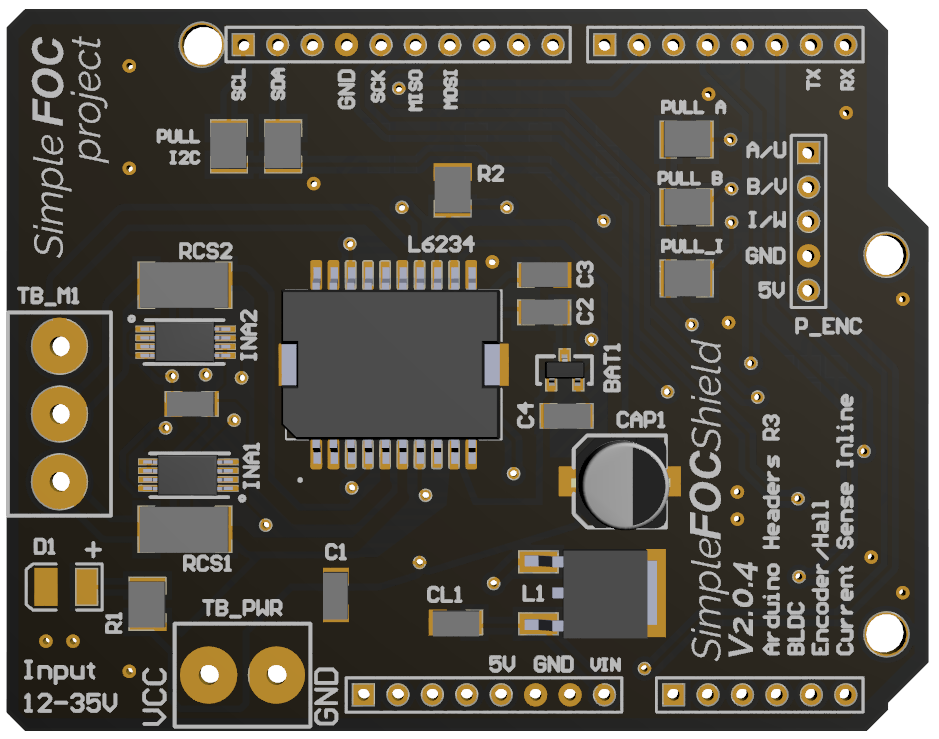 Simple FOC
project
SCL
SDA
GND
SCK
MISO
MOSI
TX
RX
PULL
I2C
R2
PULL A
PULL B
PULL_I
A/U
B/V
I/W
GND
5V
P_ENC
L6234
RCS2
TB_M1
INA2
C3
C2
BAT1
C4
CAP1
INA1
RCS1
D1
+
R1
C1
TB_PWR
CL1
L1
Input
12-35V
VCC
GND
5V GND VIN
SimpleFOCShield
V2.0.4
Arduino Headers R3
BLDC
Encoder/Hall
Current Sense Inline